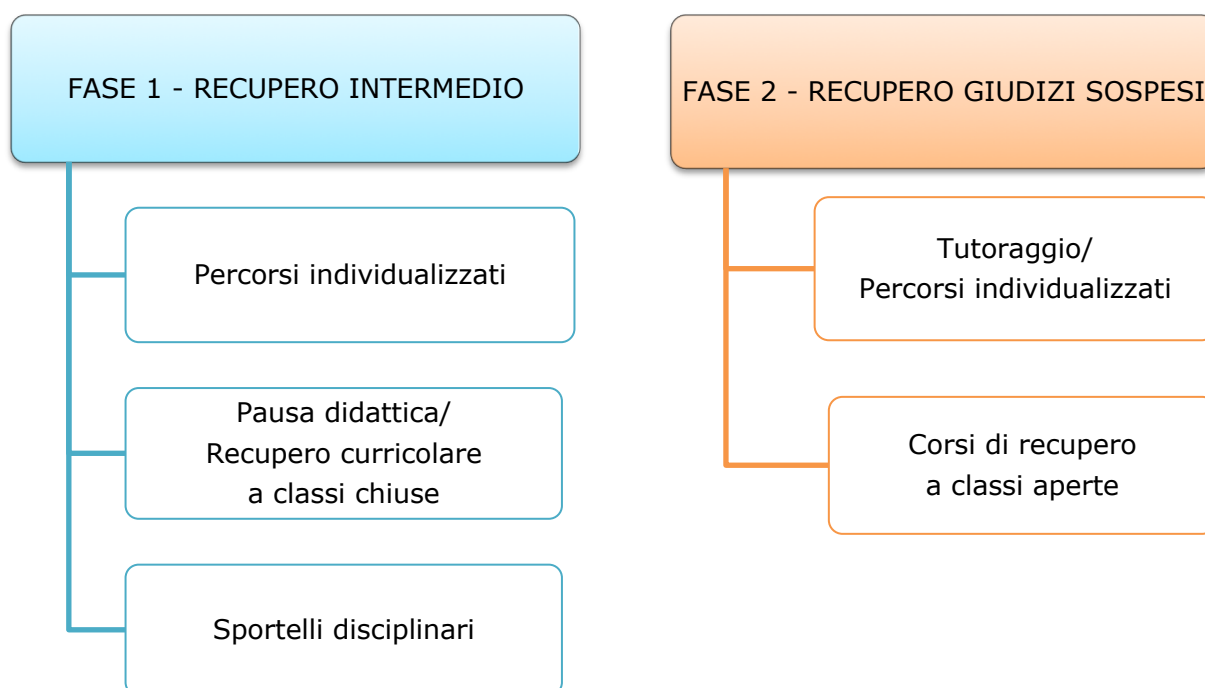 FASE 1 - RECUPERO INTERMEDIO
Percorsi individualizzati
Pausa didattica/
Recupero curricolare
a classi chiuse
Sportelli disciplinari
FASE 2 - RECUPERO GIUDIZI SOSPESI
Tutoraggio/
Percorsi individualizzati
Corsi di recupero
a classi aperte